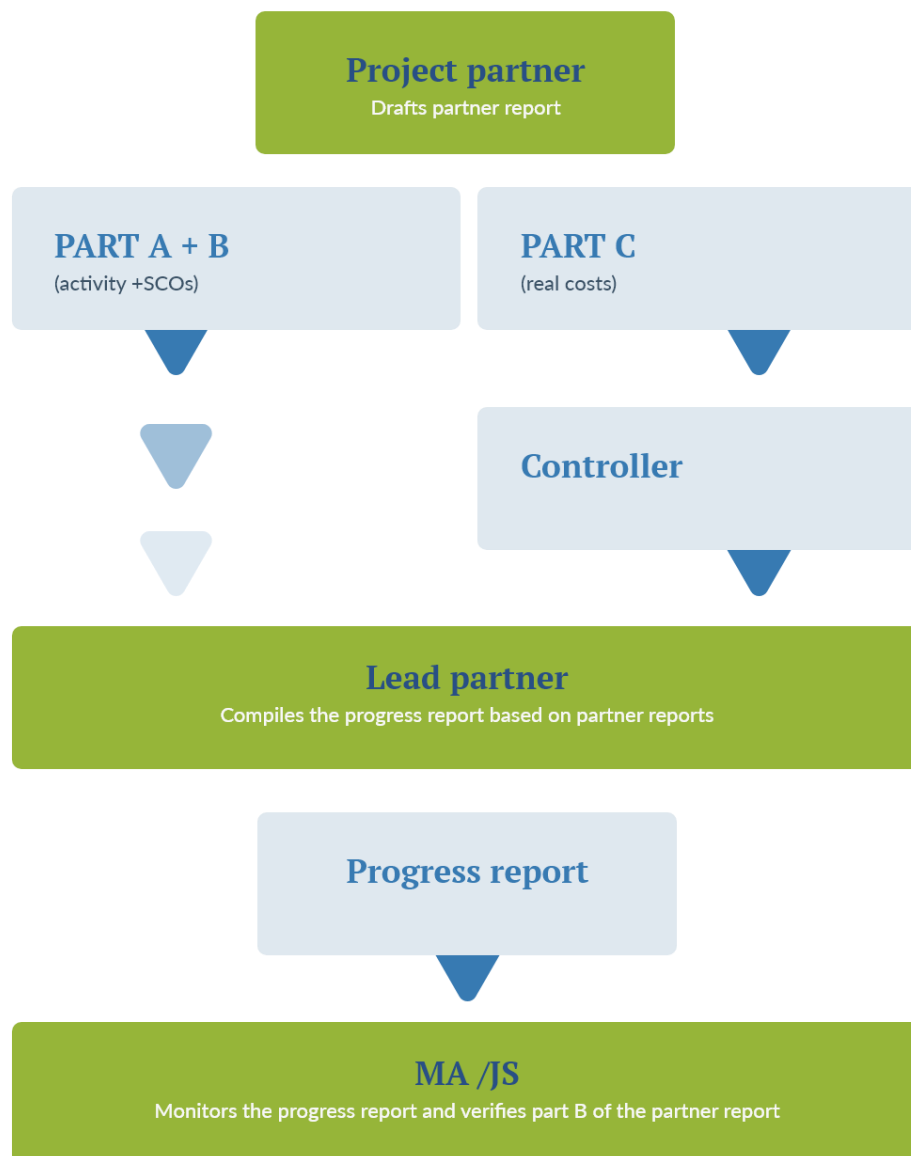 Project partner
Drafts partner report
PART A + B
(activity +SCOs)
PART C
(real costs)
Controller
Lead partner
Compiles the progress report based on partner reports
Progress report
MA /JS
Monitors the progress report and verifies part B of the partner report